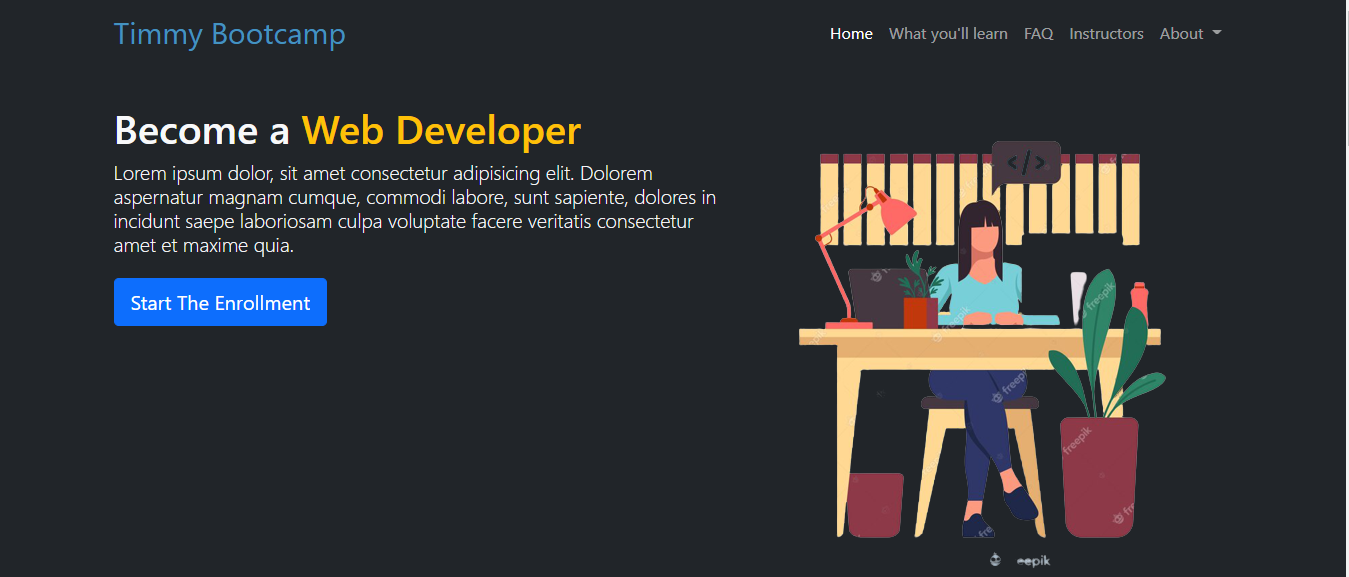 Timmy Bootcamp
Home What you'll learn FAQ Instructors About
Become a Web Developer
Lorem ipsum dolor, sit amet consectetur adipisicing elit. Dolorem
aspernatur magnam cumque, commodi labore, sunt sapiente, dolores in
incidunt saepe laboriosam culpa voluptate facere veritatis consectetur
amet et maxime quia.
Start The Enrollment
</>
freepik
freepik
freepik